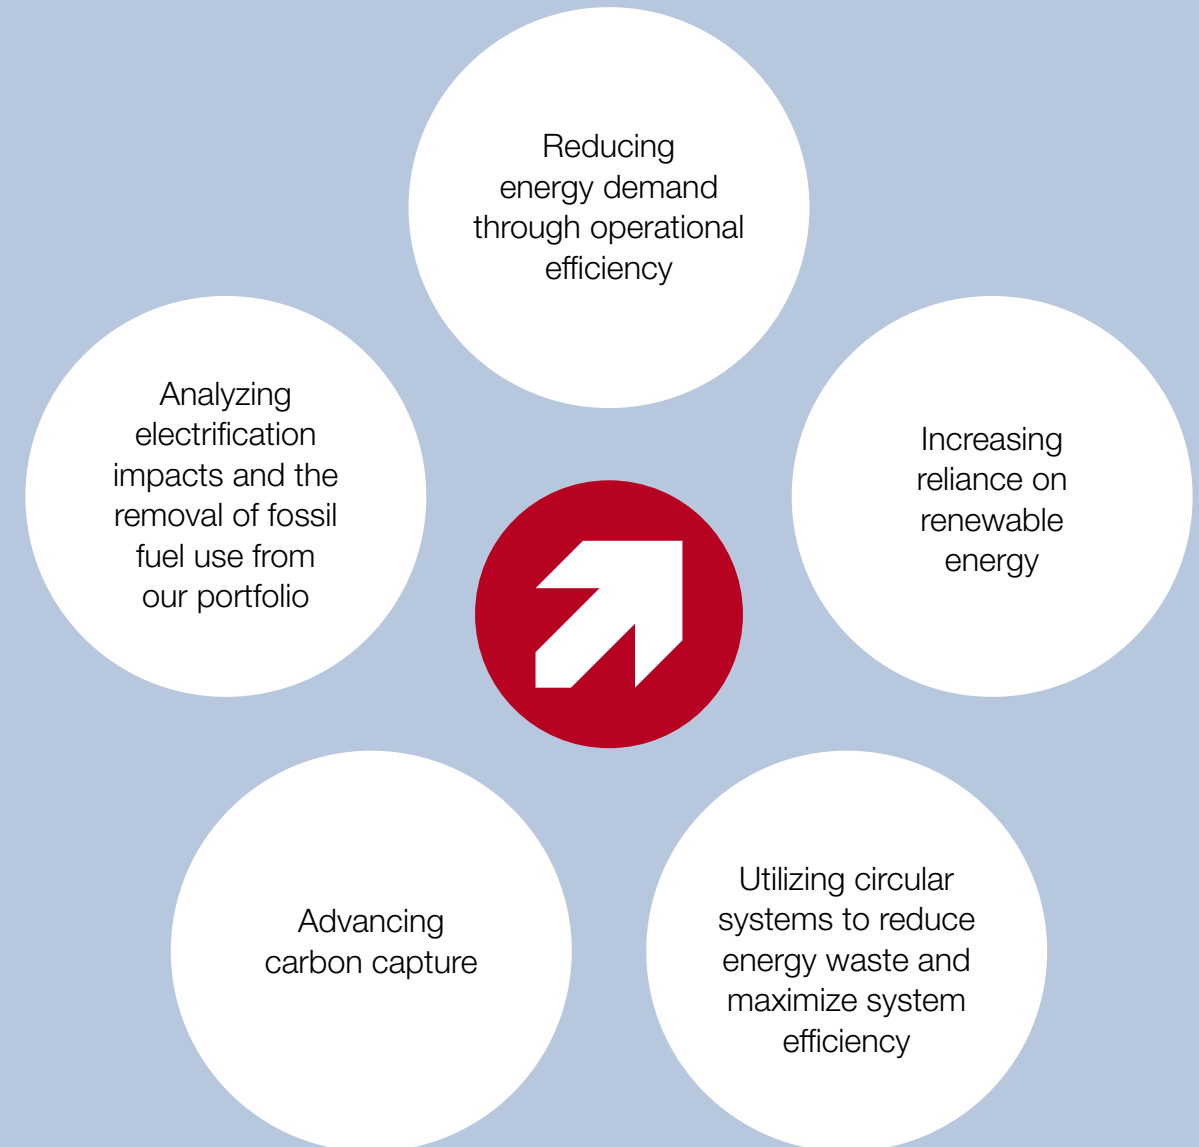 Reducing
energy demand
through operational
efficiency
Analyzing
electrification
impacts and the
removal of fossil
fuel use from
our portfolio
Increasing
reliance on
renewable
energy
Advancing
carbon capture
Utilizing circular
systems to reduce
energy waste and
maximize system
efficiency